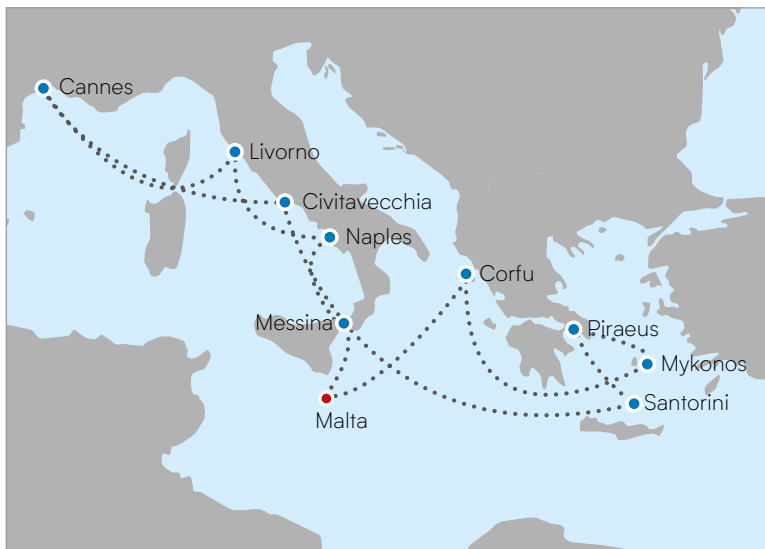 Cannes
Livorno
Civitavecchia
Naples
Corfu
Messina
Piraeus
Mykonos
Santorini
Malta